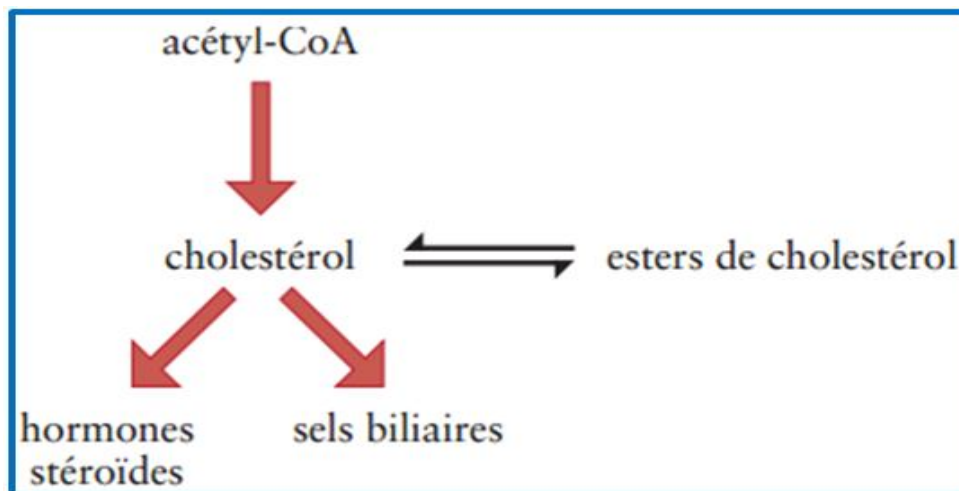 acétyl-CoA
cholestérol
esters de cholestérol
hormones
stéroïdes
sels biliaires